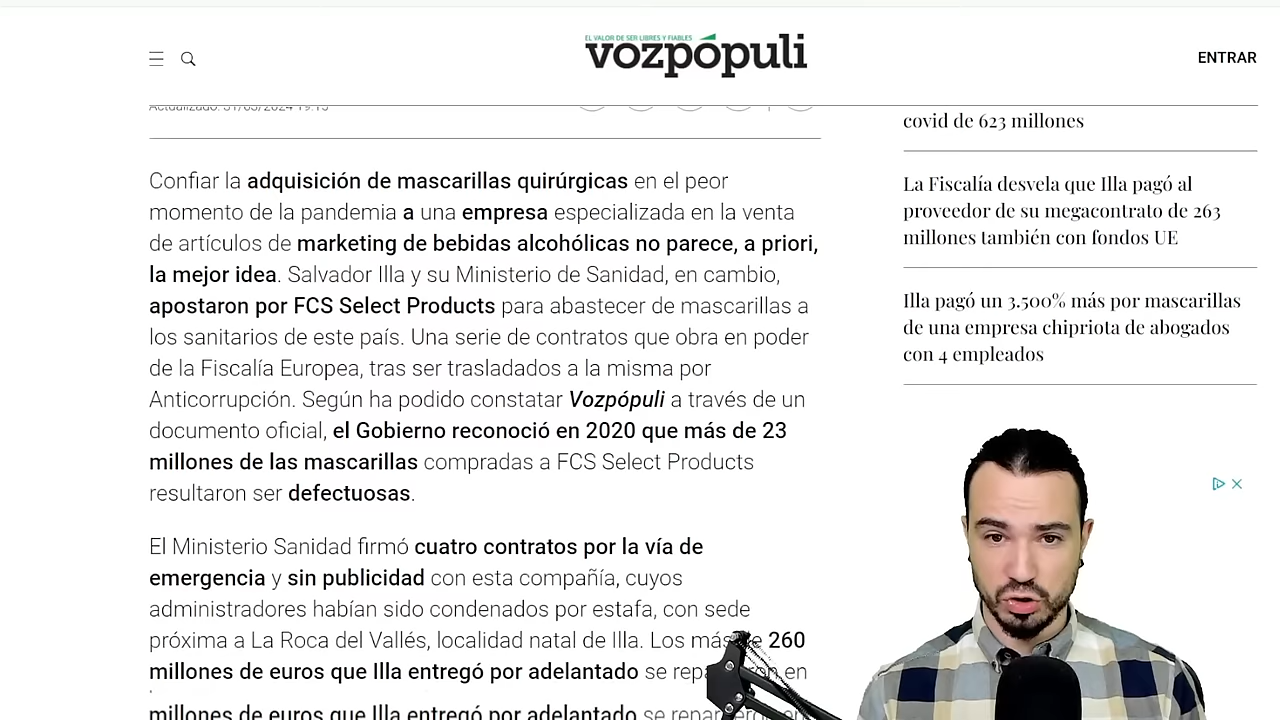 EL VALOR DE SER LIBRES Y FIABLES
vozpópuli
ENTRAR
Actualizado: 31/03/2024 19:15
Confiar la adquisición de mascarillas quirúrgicas en el peor
momento de la pandemia a una empresa especializada en la venta
de artículos de marketing de bebidas alcohólicas no parece, a priori,
la mejor idea. Salvador Illa y su Ministerio de Sanidad, en cambio,
apostaron por FCS Select Products para abastecer de mascarillas a
los sanitarios de este país. Una serie de contratos que obra en poder
de la Fiscalía Europea, tras ser trasladados a la misma por
Anticorrupción. Según ha podido constatar Vozpópuli a través de un
documento oficial, el Gobierno reconoció en 2020 que más de 23
millones de las mascarillas compradas a FCS Select Products
resultaron ser defectuosas.
El Ministerio Sanidad firmó cuatro contratos por la vía de
emergencia y sin publicidad con esta compañía, cuyos
administradores habían sido condenados por estafa, con sede
próxima a La Roca del Vallés, localidad natal de Illa. Los más de 260
millones de euros que Illa entregó por adelantado se repartieron en
millones de euros que Illa entregó por adelantado se repartieron en
covid de 623 millones
La Fiscalía desvela que Illa pagó al
proveedor de su megacontrato de 263
millones también con fondos UE
Illa pagó un 3.500% más por mascarillas
de una empresa chipriota de abogados
con 4 empleados